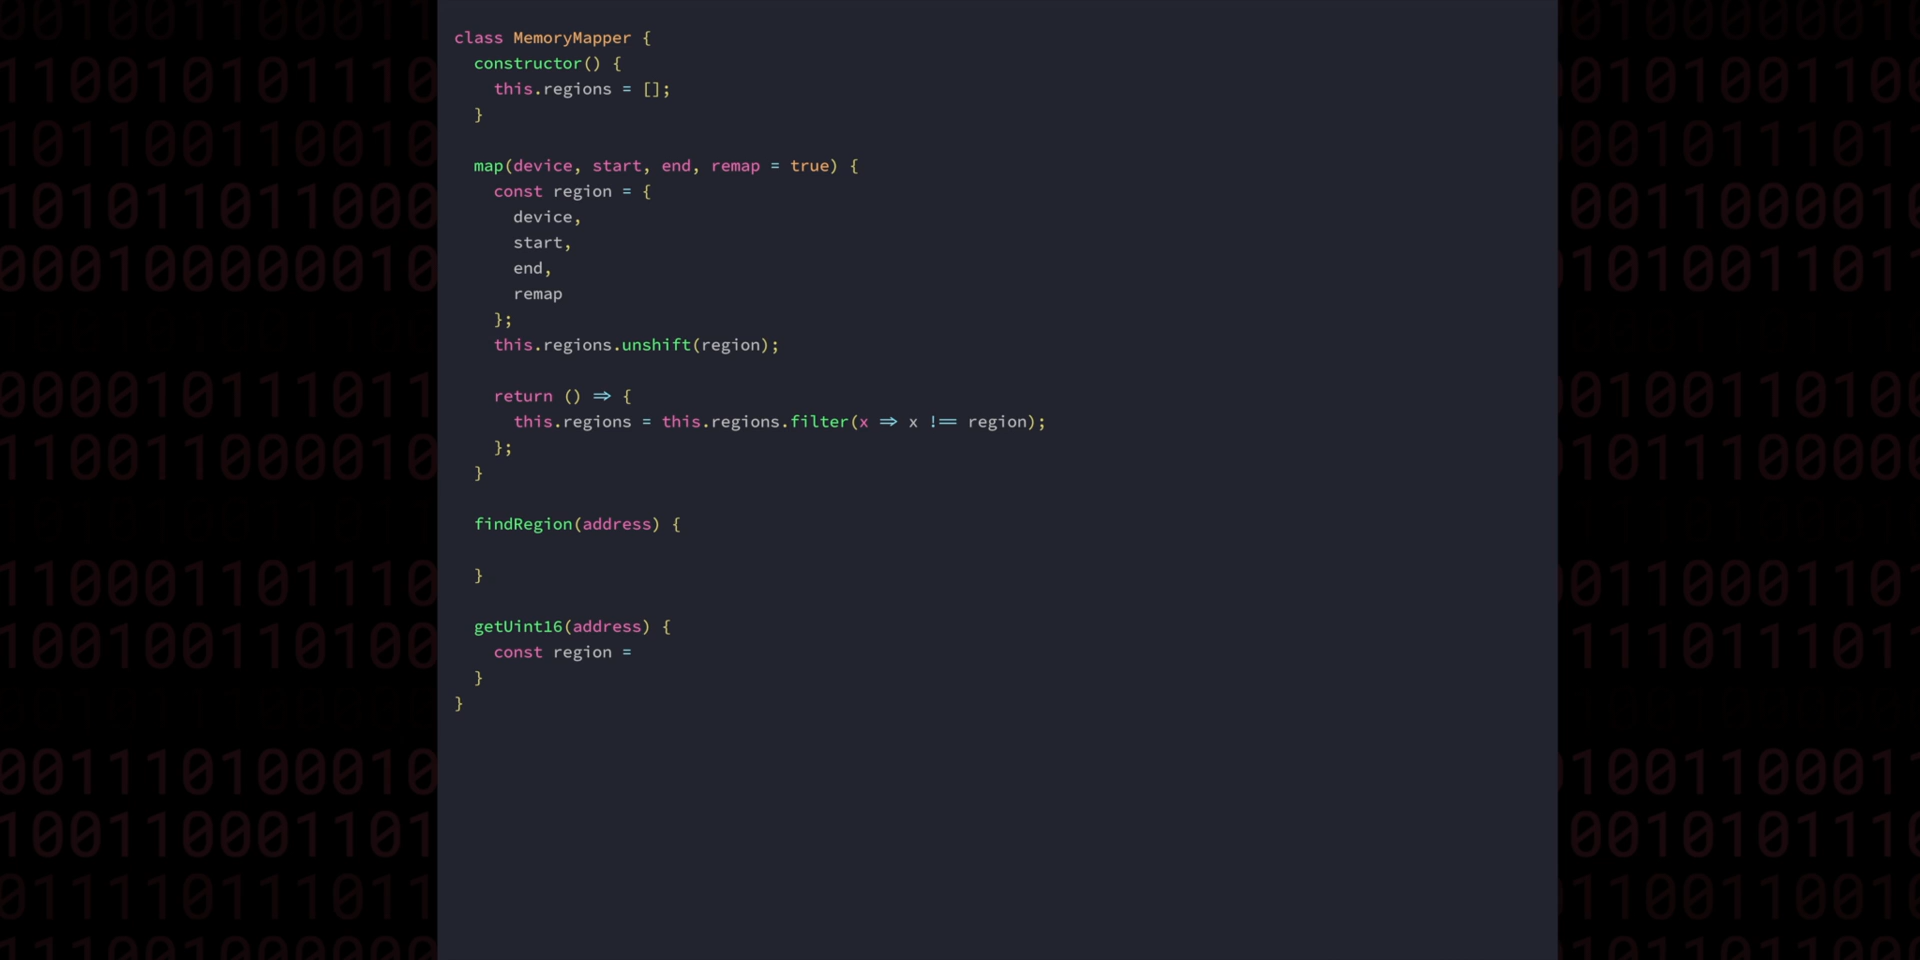 class MemoryMapper {
constructor() {
this.regions = [];
}
map(device, start, end, remap = true) {
const region = {
device,
start,
end,
remap
};
this.regions.unshift(region);
return () => {
this.regions = this.regions.filter(x => x !== region);
};
}
findRegion(address) {
}
getUint16(address) {
const region =
}
}